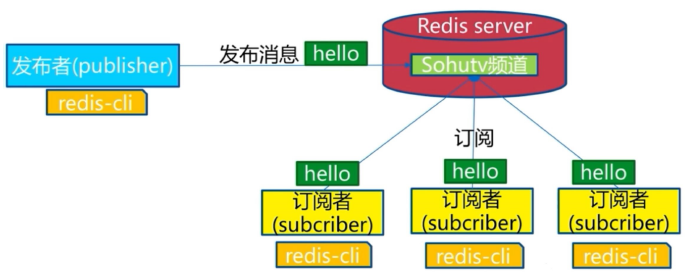 Redis server
发布消息 hello
发布者(publisher)
Sohutv频道
redis-cli
订阅
hello
hello
hello
订阅者
(subcriber)
订阅者
(subcriber)
订阅者
(subcriber)
redis-cli
redis-cli
redis-cli